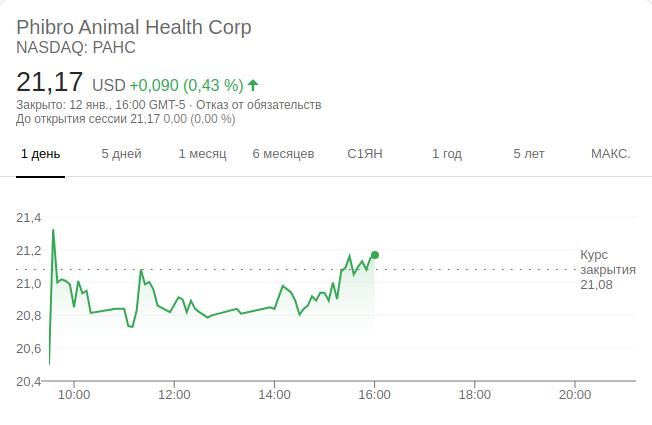 Phibro Animal Health Corp
NASDAQ: PAHC
21,17 USD +0,090 (0,43 %)
Закрыто: 12 янв., 16:00 GMT-5 · Отказ от обязательств
До открытия сессии 21,17 0,00 (0,00 %)
1 день 5 дней 1 месяц 6 месяцев С1ЯН 1 год 5 лет МАКС.
21,4
21,2
21,0
20,8
20,6
20,4
Курс
закрытия
21,08
10:00 12:00 14:00 16:00 18:00 20:00